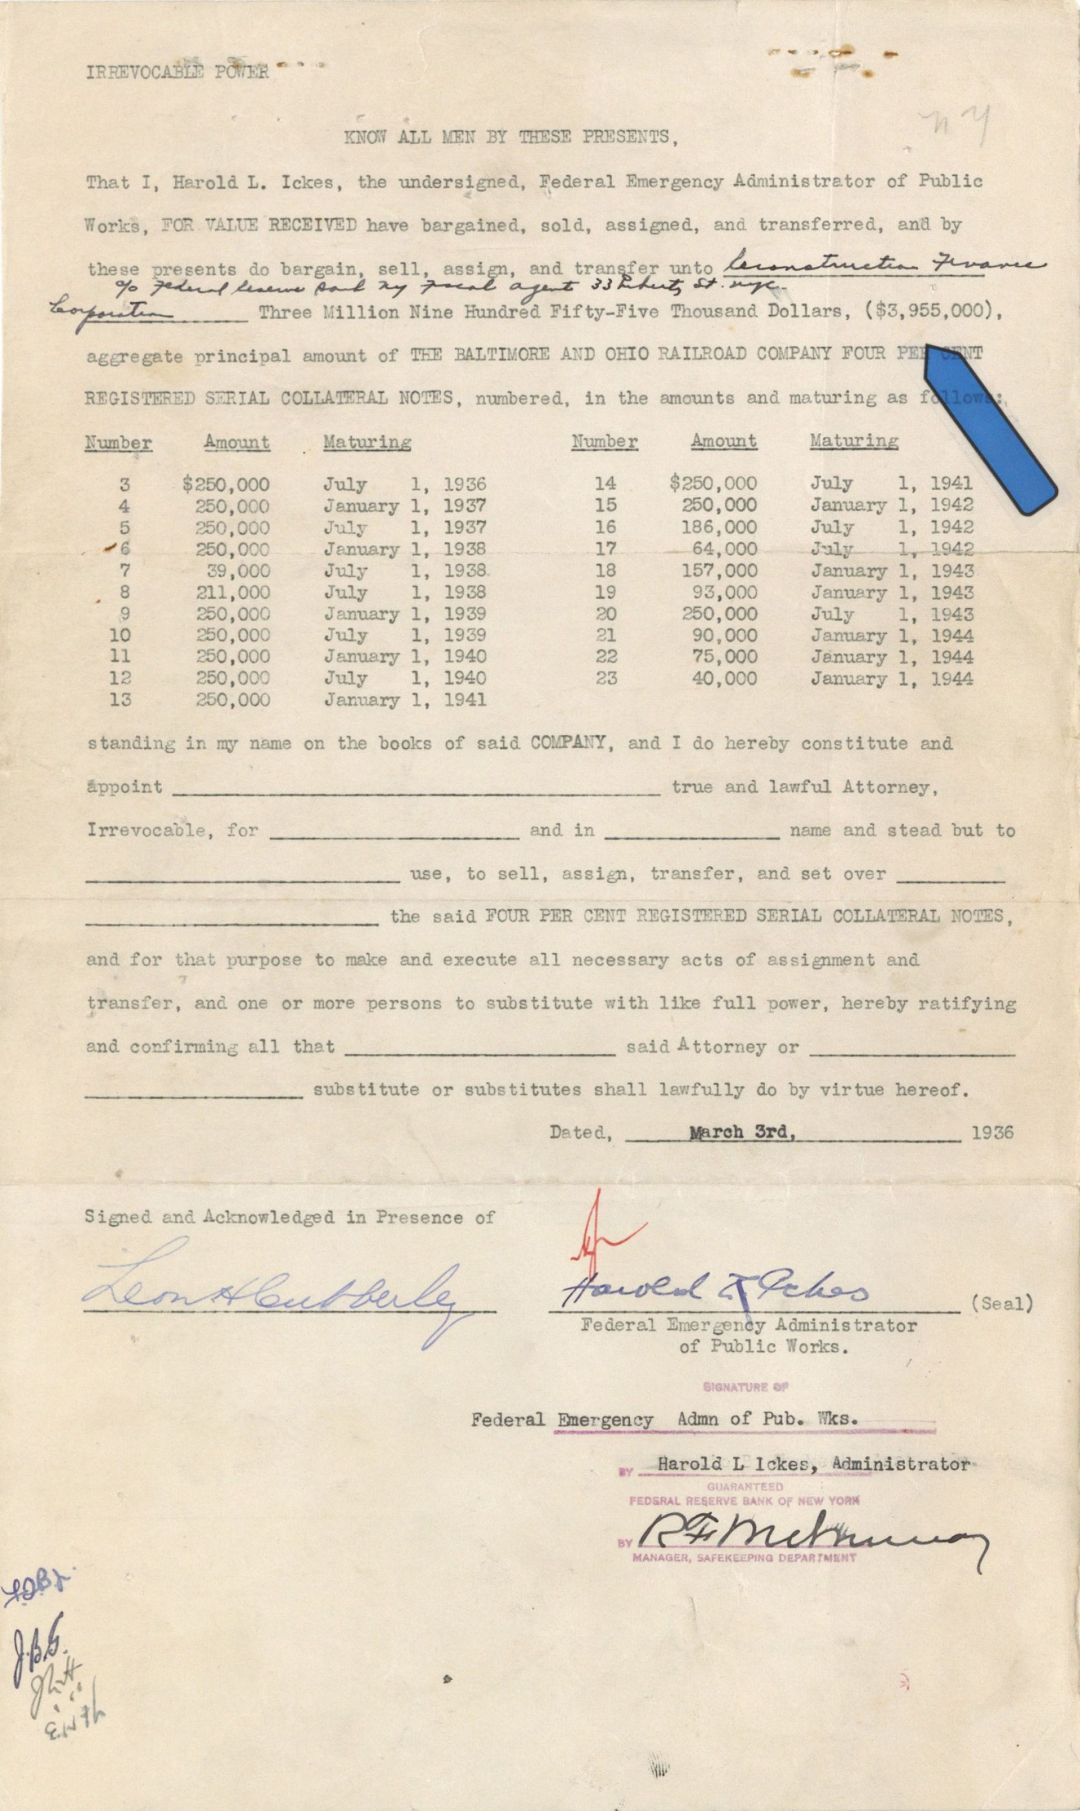 IRREVOCABLE POWER
N Y
KNOW ALL MEN BY THESE PRESENTS,
That I, Harold L. Ickes, the undersigned, Federal Emergency Administrator of Public
Works, FOR VALUE RECEIVED have bargained, sold, assigned, and transferred, and by
these presents do bargain, sell, assign, and transfer unto Reconstruction Finance
c/o Federal Reserve Bank NY Fiscal agent 33 Liberty St. nyc.
Corporation Three Million Nine Hundred Fifty-Five Thousand Dollars, ($3,955,000),
aggregate principal amount of THE BALTIMORE AND OHIO RAILROAD COMPANY FOUR PER CENT
REGISTERED SERIAL COLLATERAL NOTES, numbered, in the amounts and maturing as follows:
Number Amount Maturing Number Amount Maturing
3 $250,000 July 1, 1936 14 $250,000 July 1, 1941
4 250,000 January 1, 1937 15 250,000 January 1, 1942
5 250,000 July 1, 1937 16 186,000 July 1, 1942
6 250,000 January 1, 1938 17 64,000 July 1, 1942
7 39,000 July 1, 1938 18 157,000 January 1, 1943
8 211,000 July 1, 1938 19 93,000 January 1, 1943
9 250,000 January 1, 1939 20 250,000 July 1, 1943
10 250,000 July 1, 1939 21 90,000 January 1, 1944
11 250,000 January 1, 1940 22 75,000 January 1, 1944
12 250,000 July 1, 1940 23 40,000 January 1, 1944
13 250,000 January 1, 1941
standing in my name on the books of said COMPANY, and I do hereby constitute and
appoint true and lawful Attorney,
Irrevocable, for and in name and stead but to
use, to sell, assign, transfer, and set over
the said FOUR PER CENT REGISTERED SERIAL COLLATERAL NOTES,
and for that purpose to make and execute all necessary acts of assignment and
transfer, and one or more persons to substitute with like full power, hereby ratifying
and confirming all that said Attorney or
substitute or substitutes shall lawfully do by virtue hereof.
Dated, March 3rd, 1936
Signed and Acknowledged in Presence of
Leon H Cubberley Harold L Ickes (Seal)
Federal Emergency Administrator
of Public Works.
SIGNATURE OF
Federal Emergency Admn of Pub. Wks.
BY Harold L Ickes, Administrator
GUARANTEED
FEDERAL RESERVE BANK OF NEW YORK
BY R F
MANAGER, SAFEKEEPING DEPARTMENT
J.B.G.